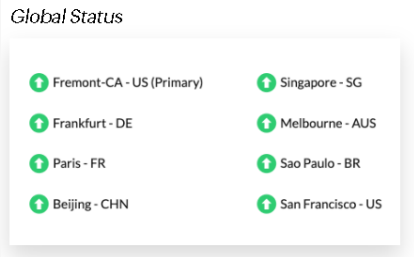 Global Status
Fremont-CA - US (Primary)
Singapore - SG
Frankfurt - DE
Melbourne - AUS
Paris - FR
Sao Paulo - BR
Beijing - CHN
San Francisco - US